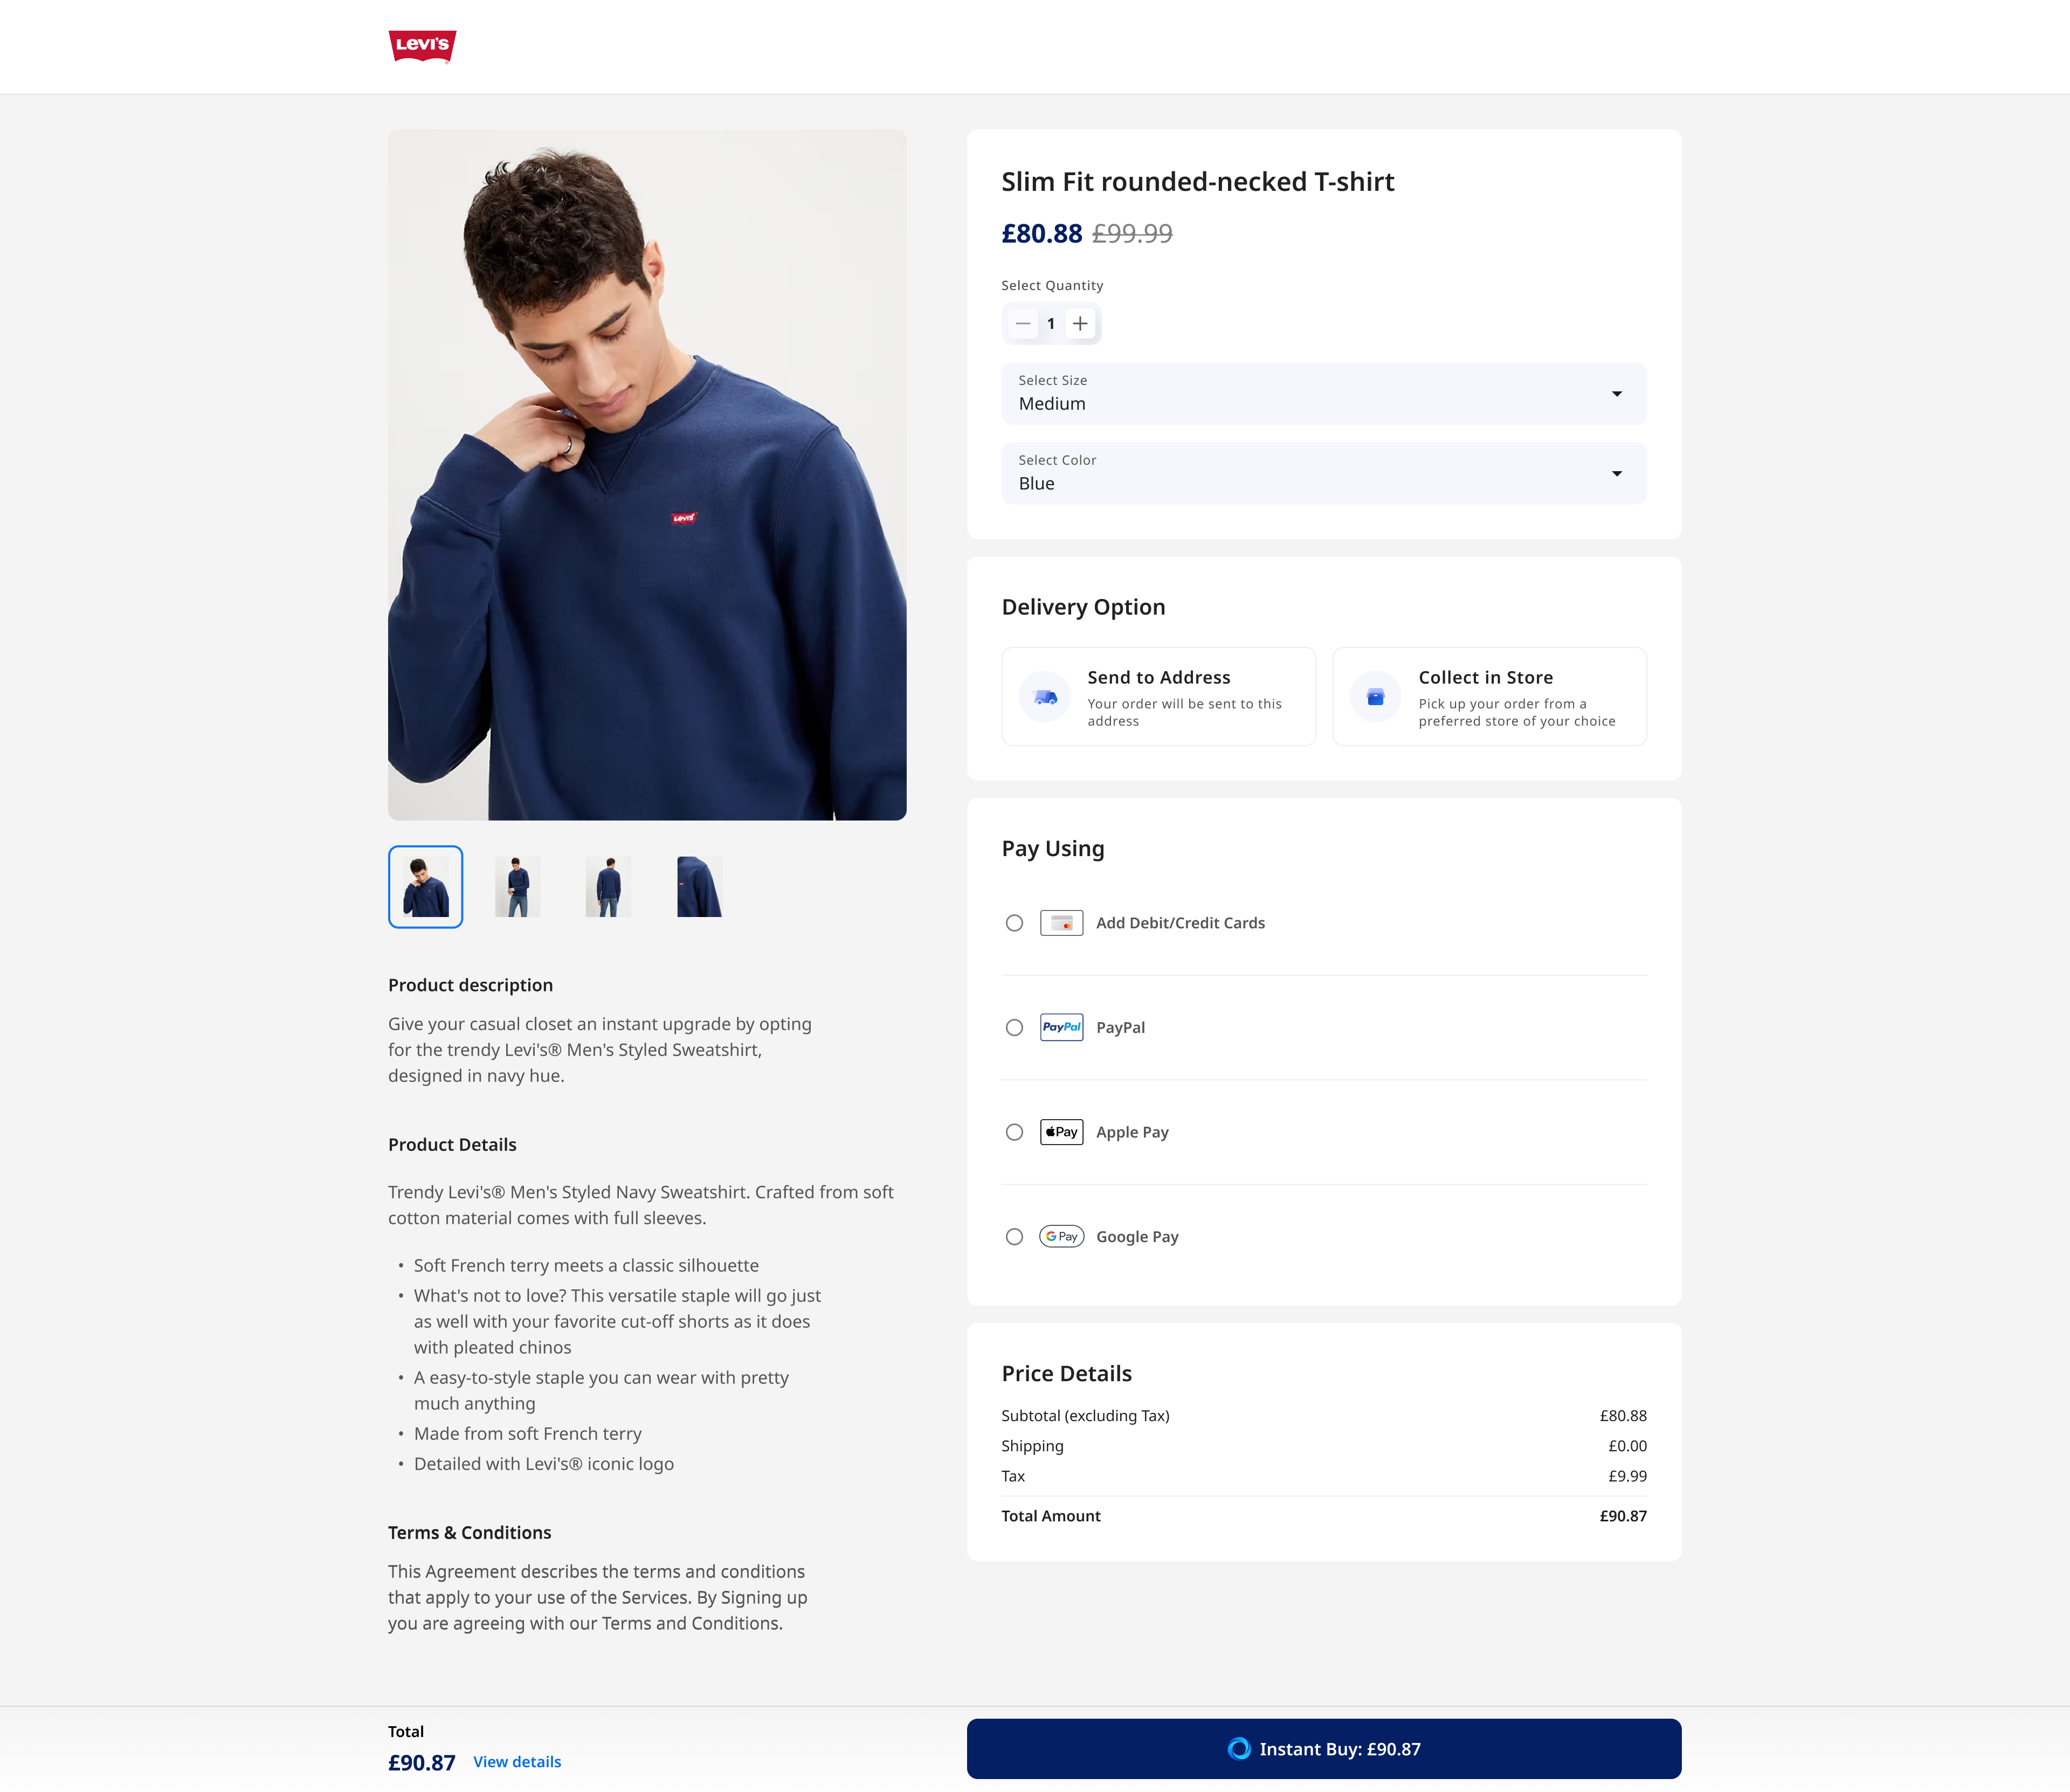 Levi's
Slim Fit rounded-necked T-shirt
£80.88 £99.99
Select Quantity
1
Select Size
Medium
Select Color
Blue
Levi's
Delivery Option
Send to Address
Your order will be sent to this
address
Collect in Store
Pick up your order from a
preferred store of your choice
Pay Using
Add Debit/Credit Cards
PayPal PayPal
Pay Apple Pay
G Pay Google Pay
Price Details
Subtotal (excluding Tax) £80.88
Shipping £0.00
Tax £9.99
Total Amount £90.87
Product description
Give your casual closet an instant upgrade by opting
for the trendy Levi's® Men's Styled Sweatshirt,
designed in navy hue.
Product Details
Trendy Levi's® Men's Styled Navy Sweatshirt. Crafted from soft
cotton material comes with full sleeves.
• Soft French terry meets a classic silhouette
• What's not to love? This versatile staple will go just
as well with your favorite cut-off shorts as it does
with pleated chinos
• A easy-to-style staple you can wear with pretty
much anything
• Made from soft French terry
• Detailed with Levi's® iconic logo
Terms & Conditions
This Agreement describes the terms and conditions
that apply to your use of the Services. By Signing up
you are agreeing with our Terms and Conditions.
Total
£90.87 View details
Instant Buy: £90.87